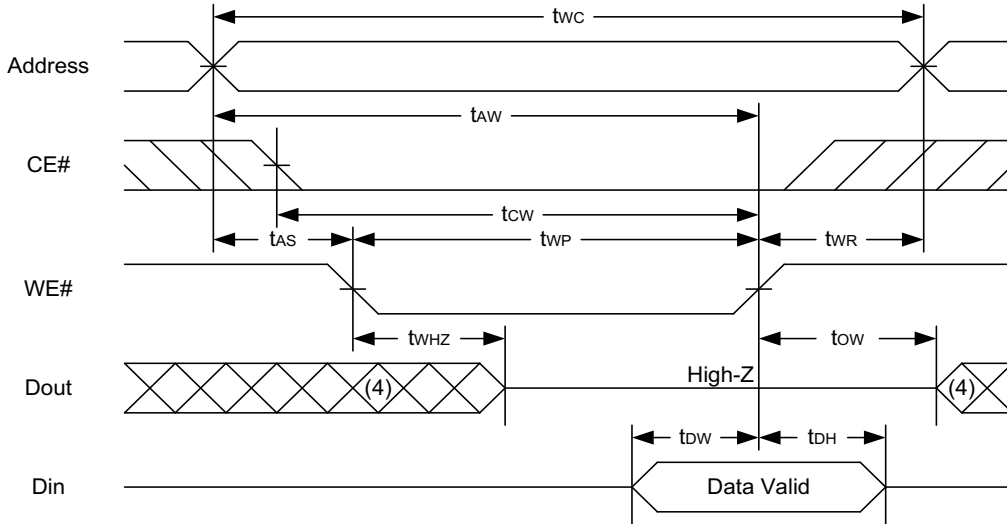 tWC
Address
tAW
CE#
tCW
tAS
tWP
tWR
WE#
tWHZ
tOW
Dout
(4)
High-Z
(4)
tDW
tDH
Din
Data Valid